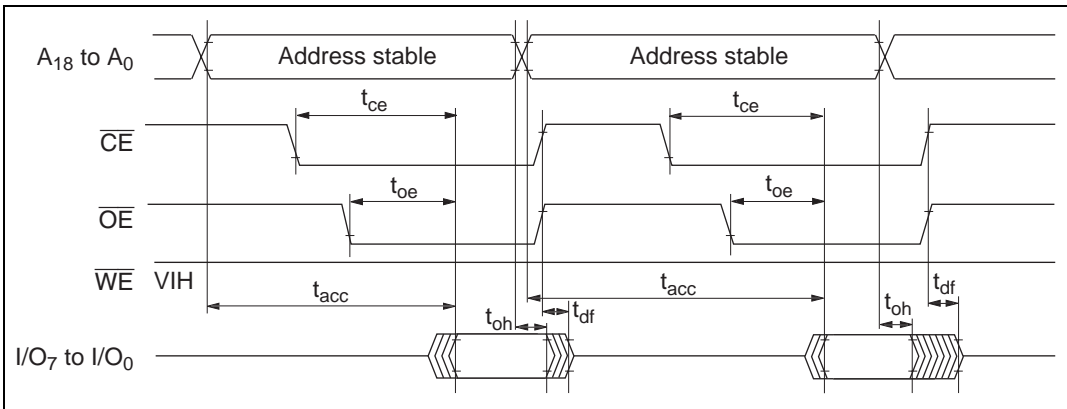 A18 to A0
Address stable
Address stable
tce
tce
CE
toe
toe
OE
WE
VIH
tacc
tacc
tdf
toh
tdf
toh
I/O7 to I/O0